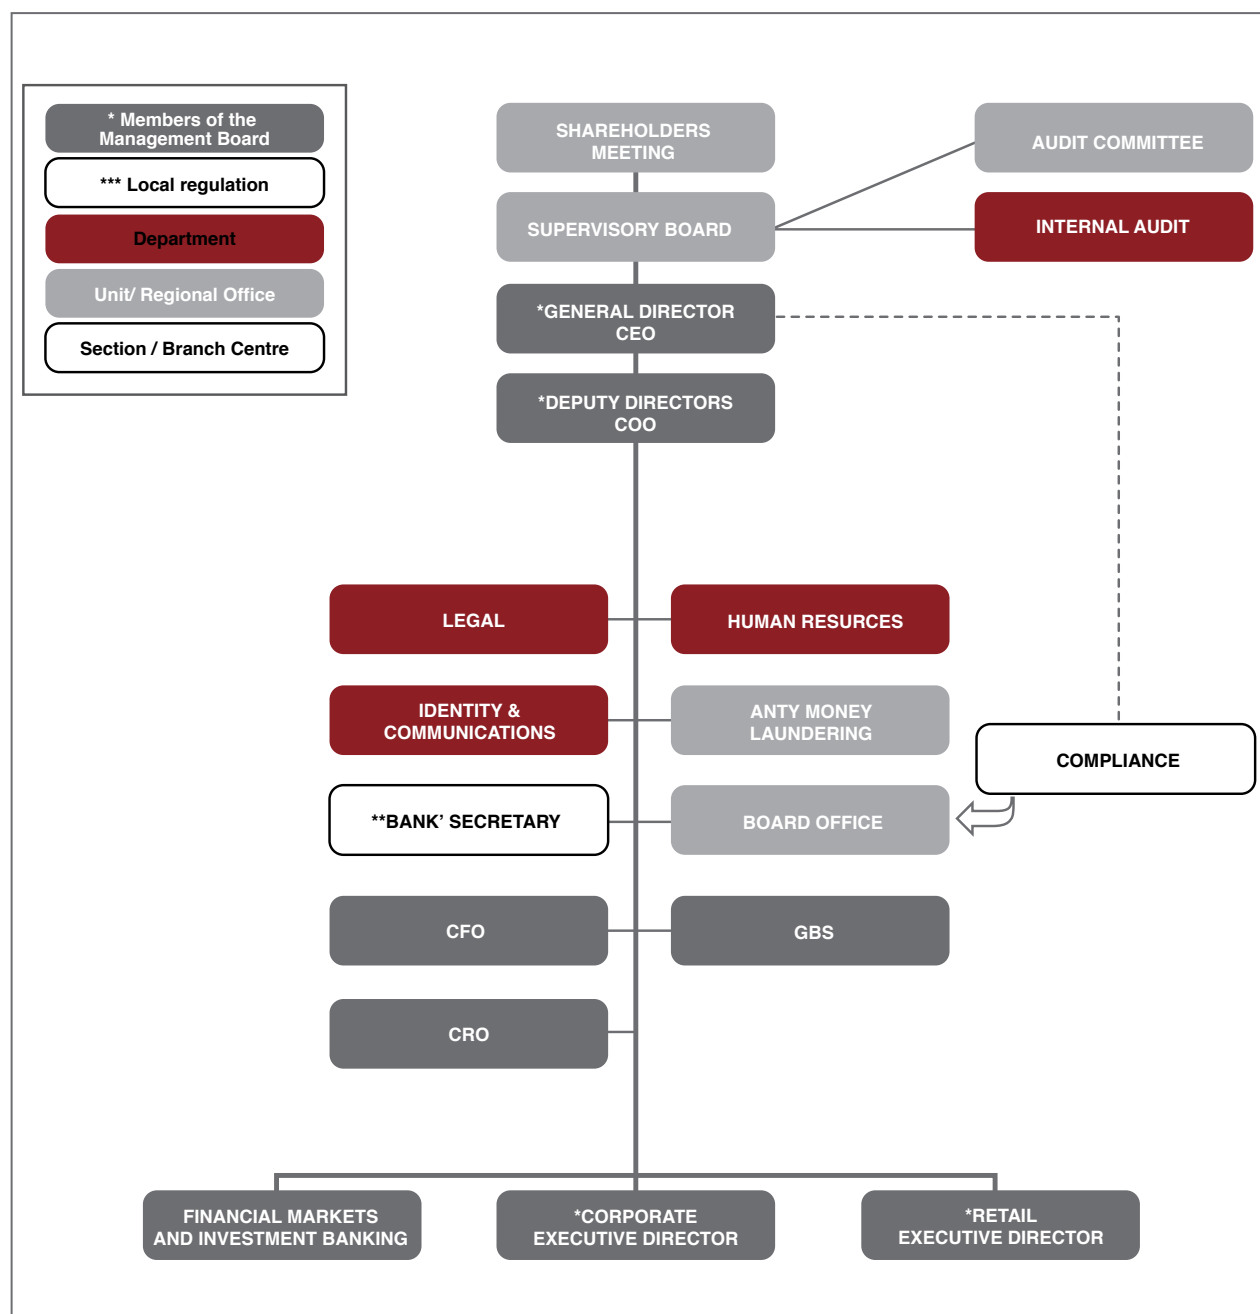 * Members of the
Management Board
*** Local regulation
Department
Unit/ Regional Office
Section / Branch Centre
SHAREHOLDERS
MEETING
AUDIT COMMITTEE
SUPERVISORY BOARD
INTERNAL AUDIT
*GENERAL DIRECTOR
CEO
*DEPUTY DIRECTORS
COO
LEGAL
HUMAN RESURCES
IDENTITY &
COMMUNICATIONS
ANTY MONEY
LAUNDERING
COMPLIANCE
**BANK’ SECRETARY
BOARD OFFICE
CFO
GBS
CRO
FINANCIAL MARKETS
AND INVESTMENT BANKING
*CORPORATE
EXECUTIVE DIRECTOR
*RETAIL
EXECUTIVE DIRECTOR